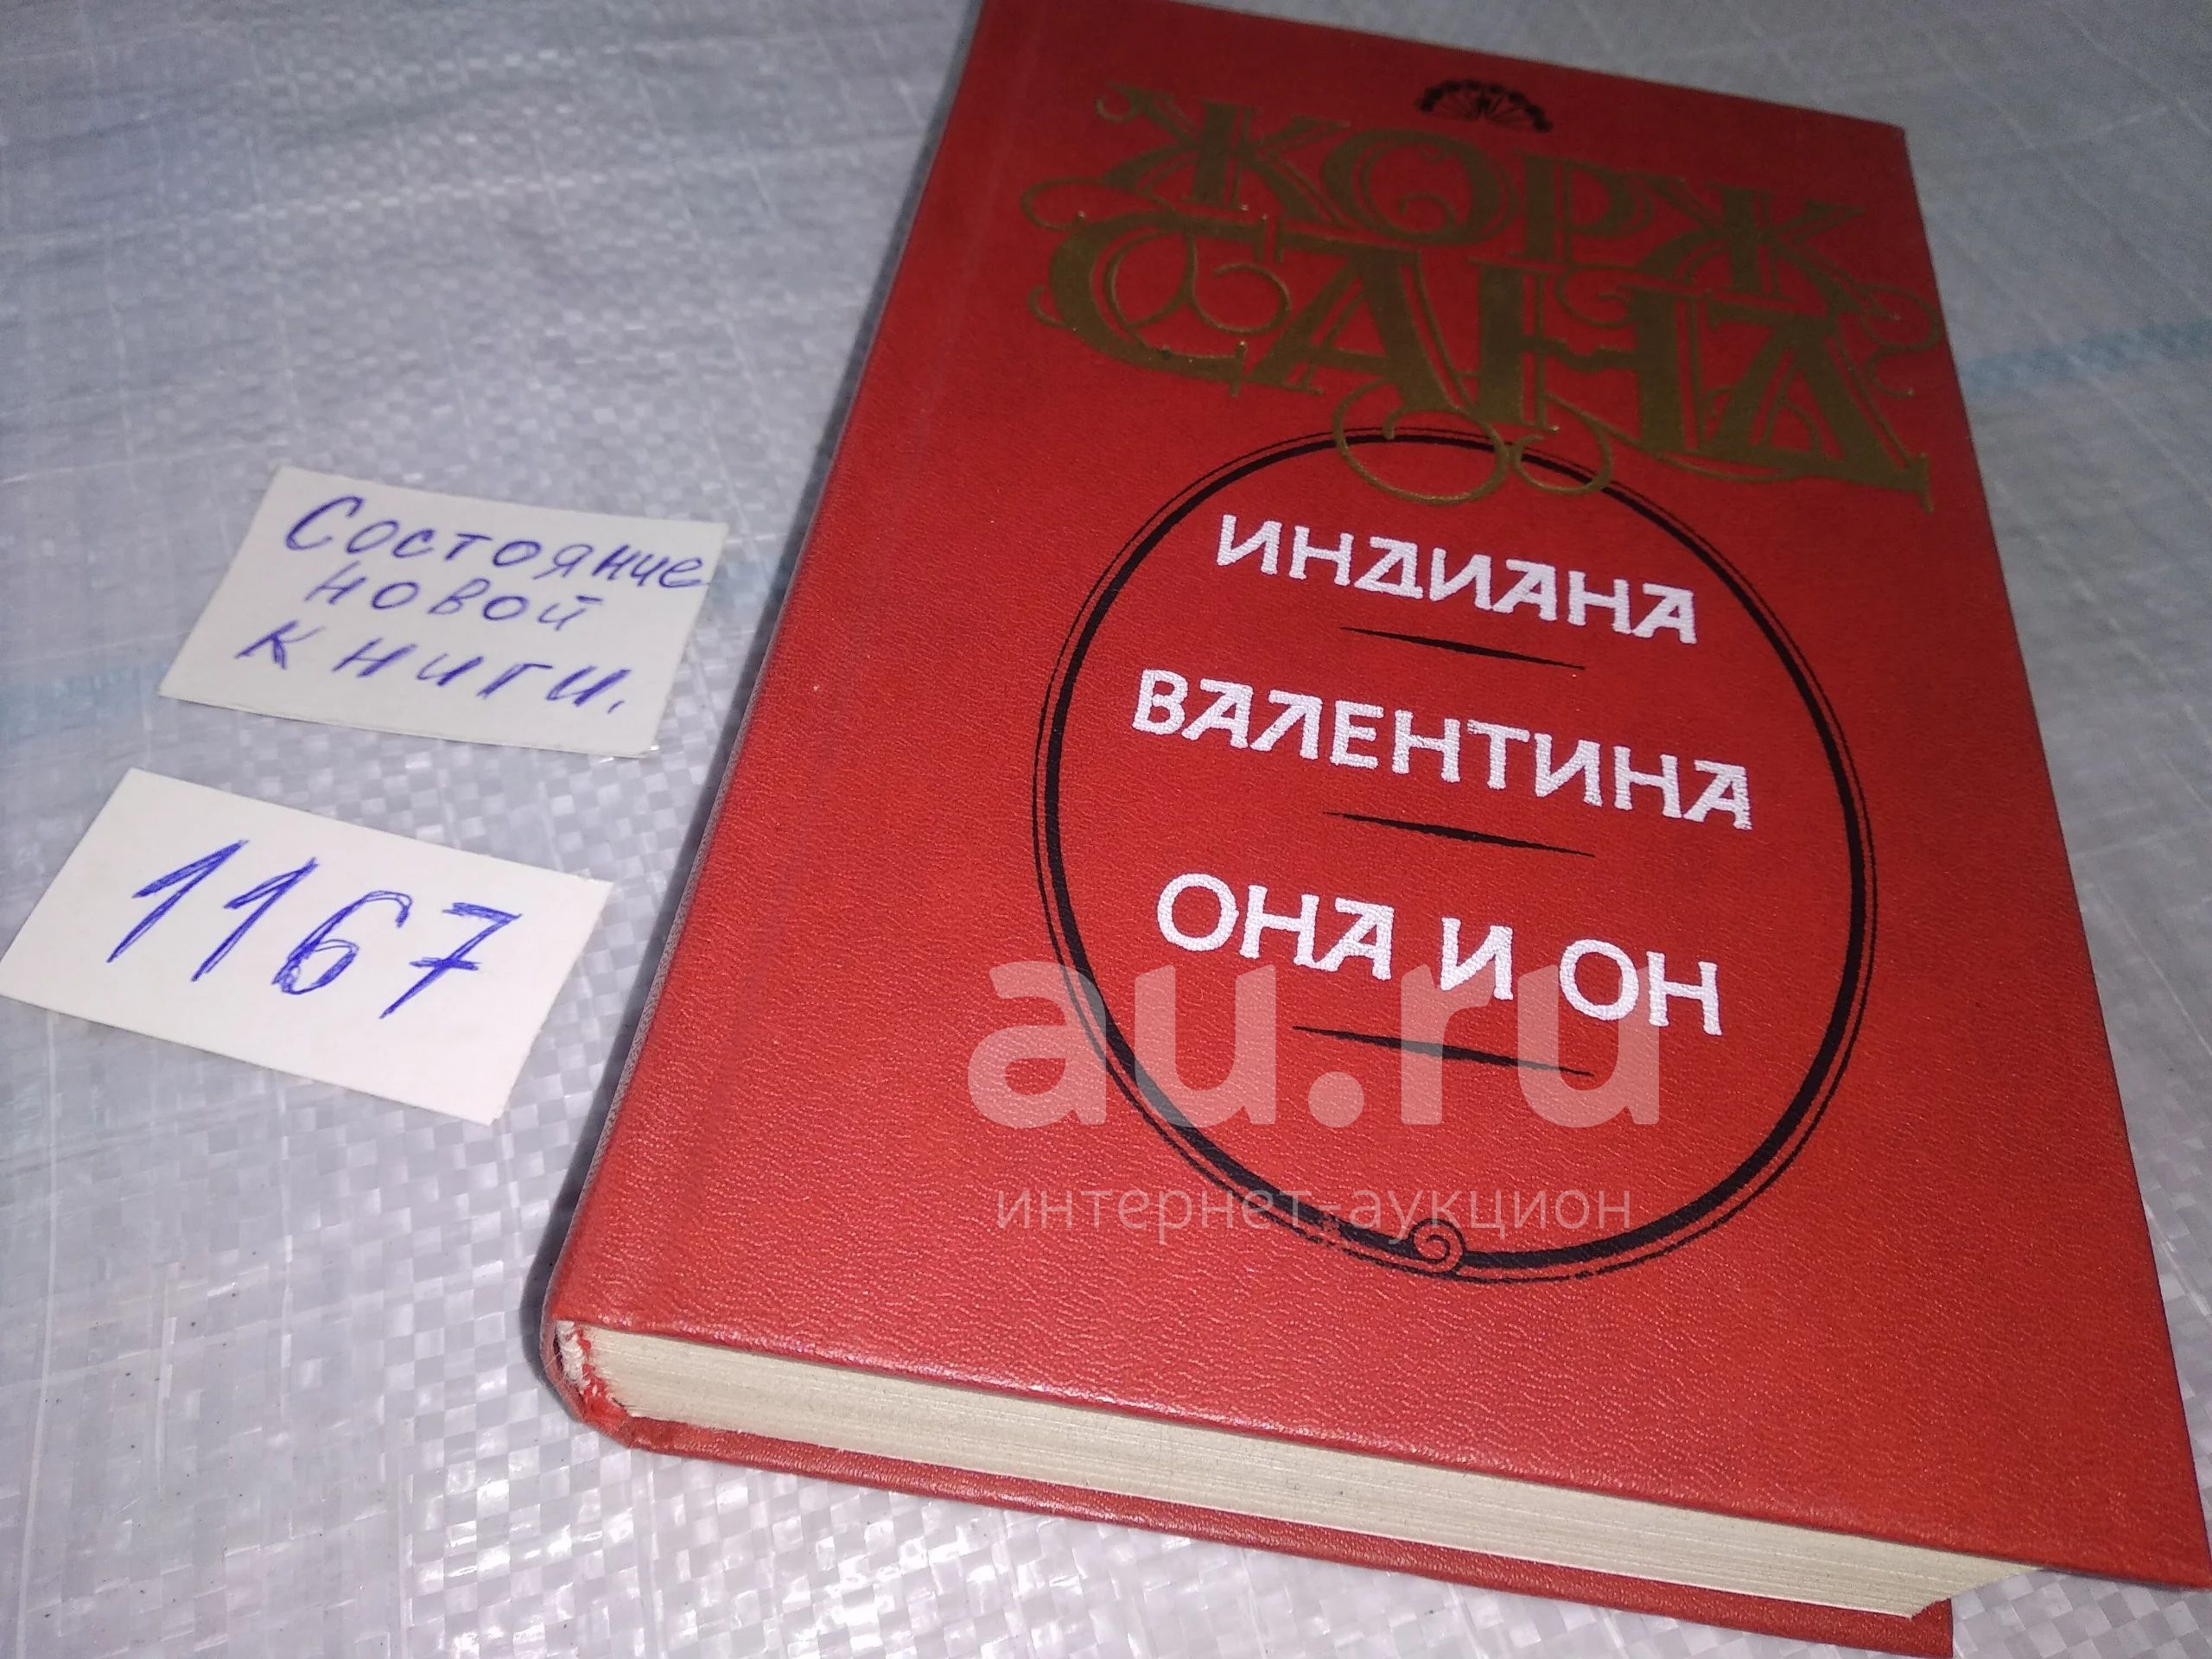 ЖОРЖ
САНД
ИНДИАНА
ВАЛЕНТИНА
ОНА И ОН
Состояние
новой
книги.
1167
au.ru
интернет-аукцион